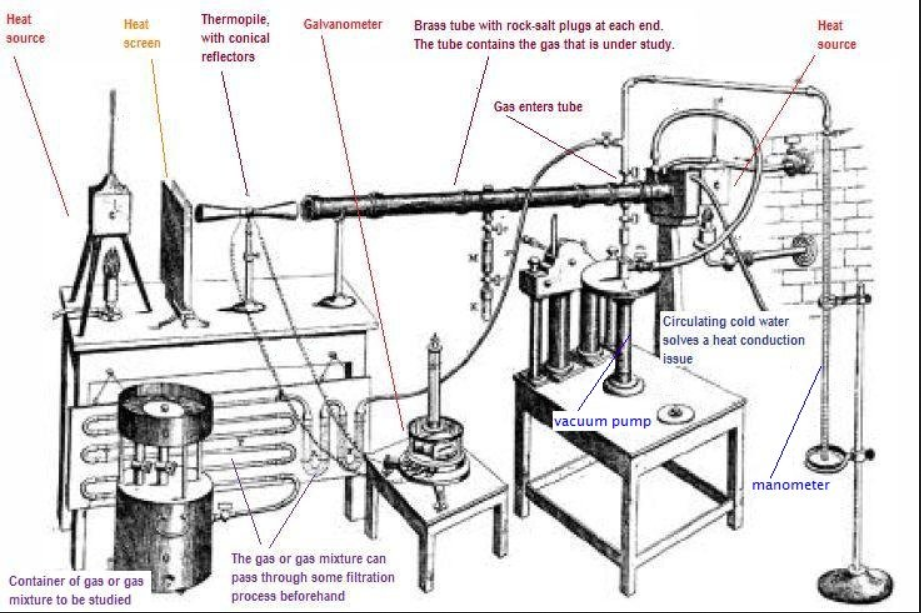 Heat
source
Heat
screen
Thermopile,
with conical
reflectors
Galvanometer
Brass tube with rock-salt plugs at each end.
The tube contains the gas that is under study.
Heat
source
Gas enters tube
Circulating cold water
solves a heat conduction
issue
vacuum pump
manometer
The gas or gas mixture can
pass through some filtration
process beforehand
Container of gas or gas
mixture to be studied